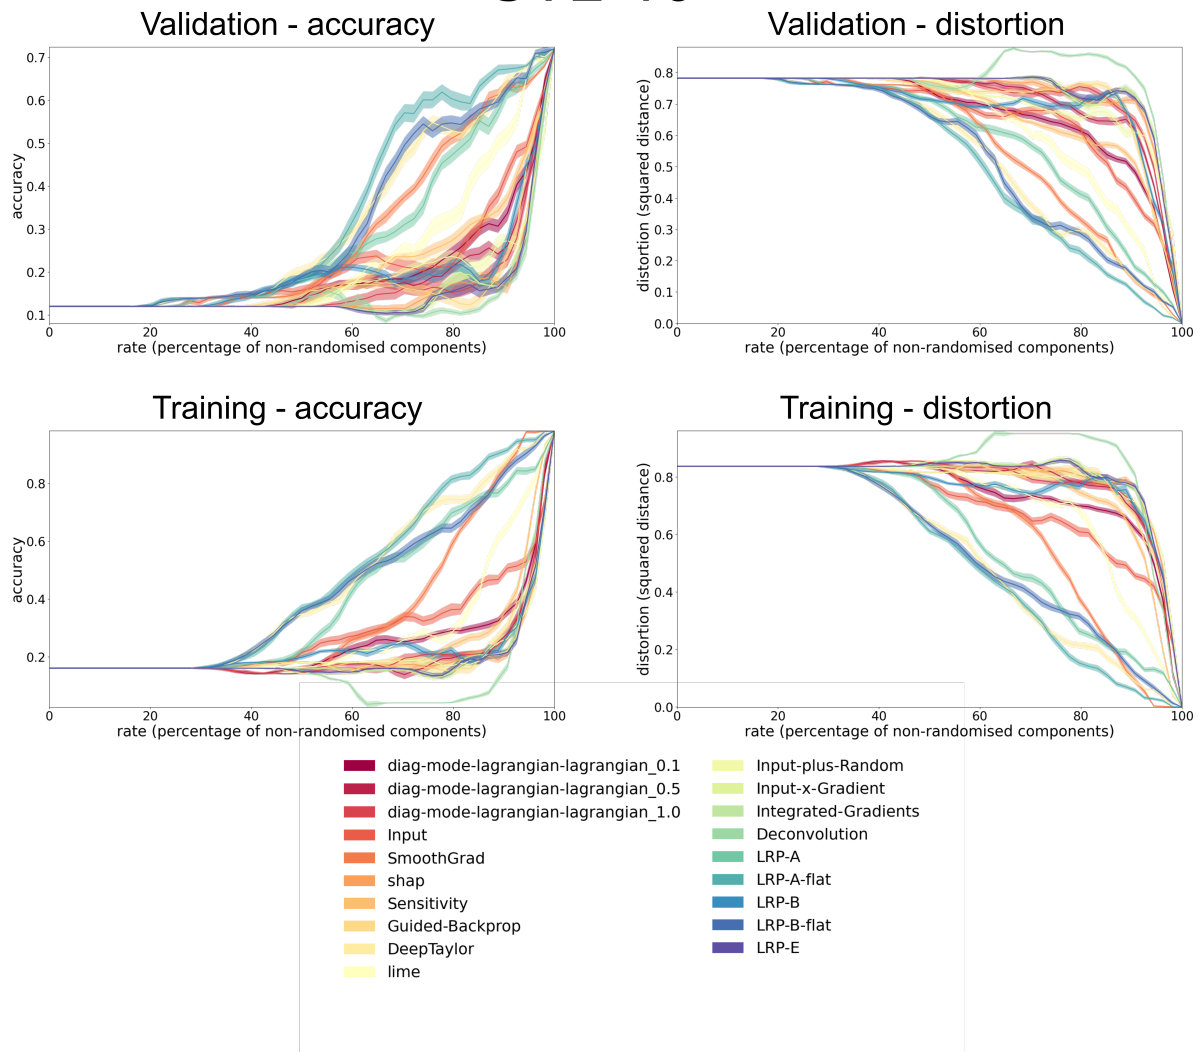 Validation - accuracy
Validation - distortion
0.7
0.6
0.5
0.4
0.3
0.2
0.1
accuracy
0 20 40 60 80 100
rate (percentage of non-randomised components)
0.8
0.7
0.6
0.5
0.4
0.3
0.2
0.1
0.0
distortion (squared distance)
0 20 40 60 80 100
rate (percentage of non-randomised components)
Training - accuracy
Training - distortion
0.8
0.6
0.4
0.2
accuracy
0 20 40 60 80 100
rate (percentage of non-randomised components)
0.8
0.6
0.4
0.2
0.0
distortion (squared distance)
0 20 40 60 80 100
rate (percentage of non-randomised components)
diag-mode-lagrangian-lagrangian_0.1
diag-mode-lagrangian-lagrangian_0.5
diag-mode-lagrangian-lagrangian_1.0
Input
SmoothGrad
shap
Sensitivity
Guided-Backprop
DeepTaylor
lime
Input-plus-Random
Input-x-Gradient
Integrated-Gradients
Deconvolution
LRP-A
LRP-A-flat
LRP-B
LRP-B-flat
LRP-E